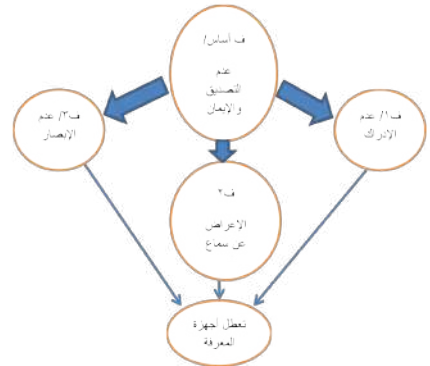 ف أساس/
عدم
التصديق
والإيمان
ف١/ عدم
الإدراك
ف٣/ عدم
الإبصار
ف٢
الإعراض
عن سماع
تعطل أجهزة
المعرفة